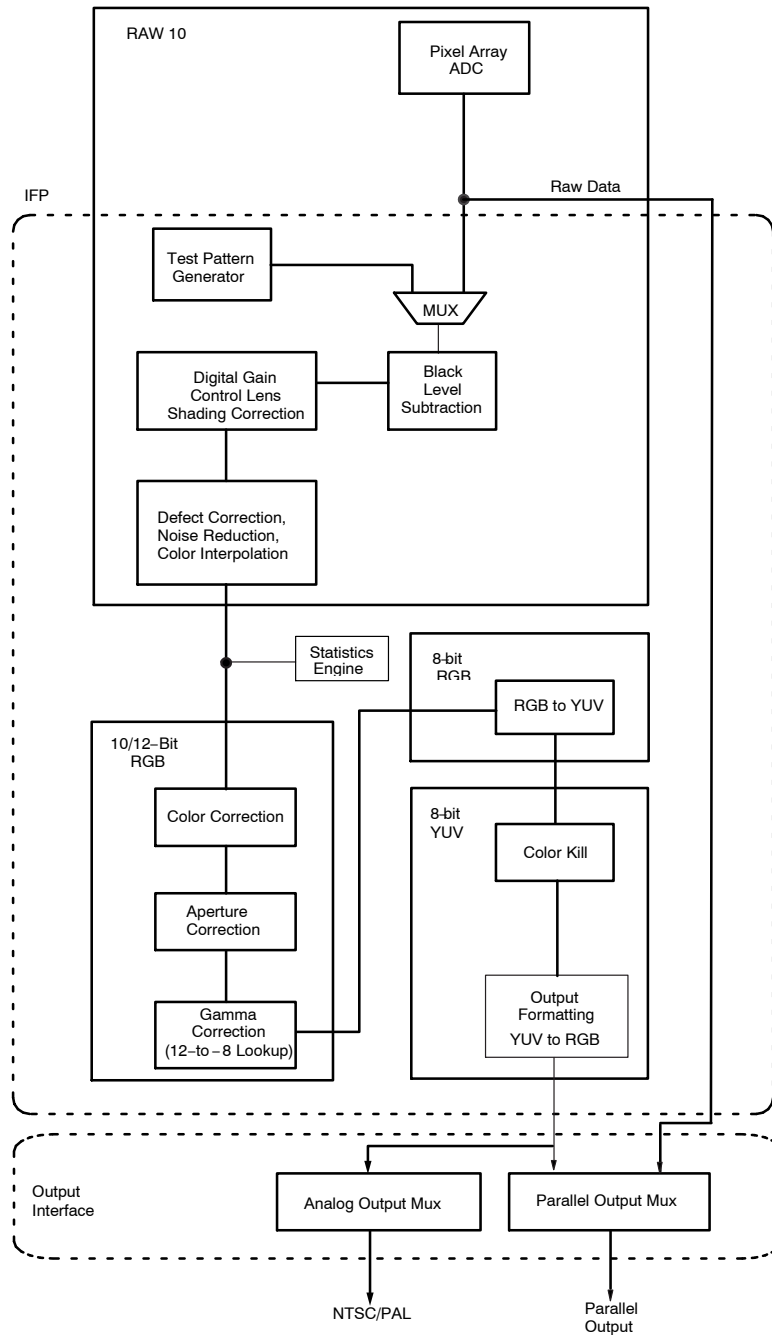 RAW 10
Pixel Array
ADC
IFP
Raw Data
Test Pattern
Generator
MUX
Digital Gain
Control Lens
Shading Correction
Black
Level
Subtraction
Defect Correction,
Noise Reduction,
Color Interpolation
Statistics
Engine
8-bit
RGB
RGB to YUV
10/12-Bit
RGB
Color Correction
8-bit
YUV
Color Kill
Aperture
Correction
Gamma
Correction
(12-to-8 Lookup)
Output
Formatting
YUV to RGB
Output
Interface
Analog Output Mux
Parallel Output Mux
NTSC/PAL
Parallel
Output